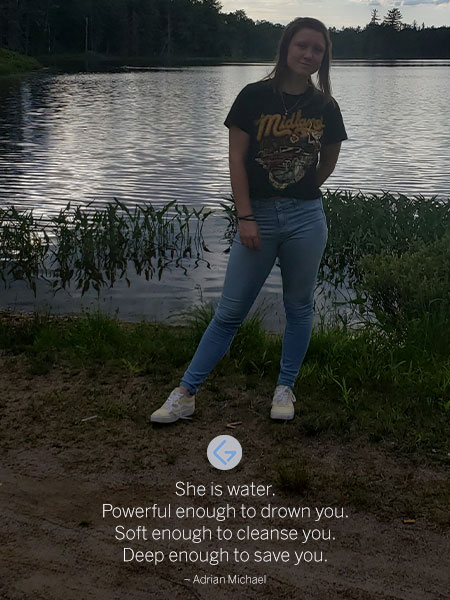 Midland
She is water.
Powerful enough to drown you.
Soft enough to cleanse you.
Deep enough to save you.
~ Adrian Michael